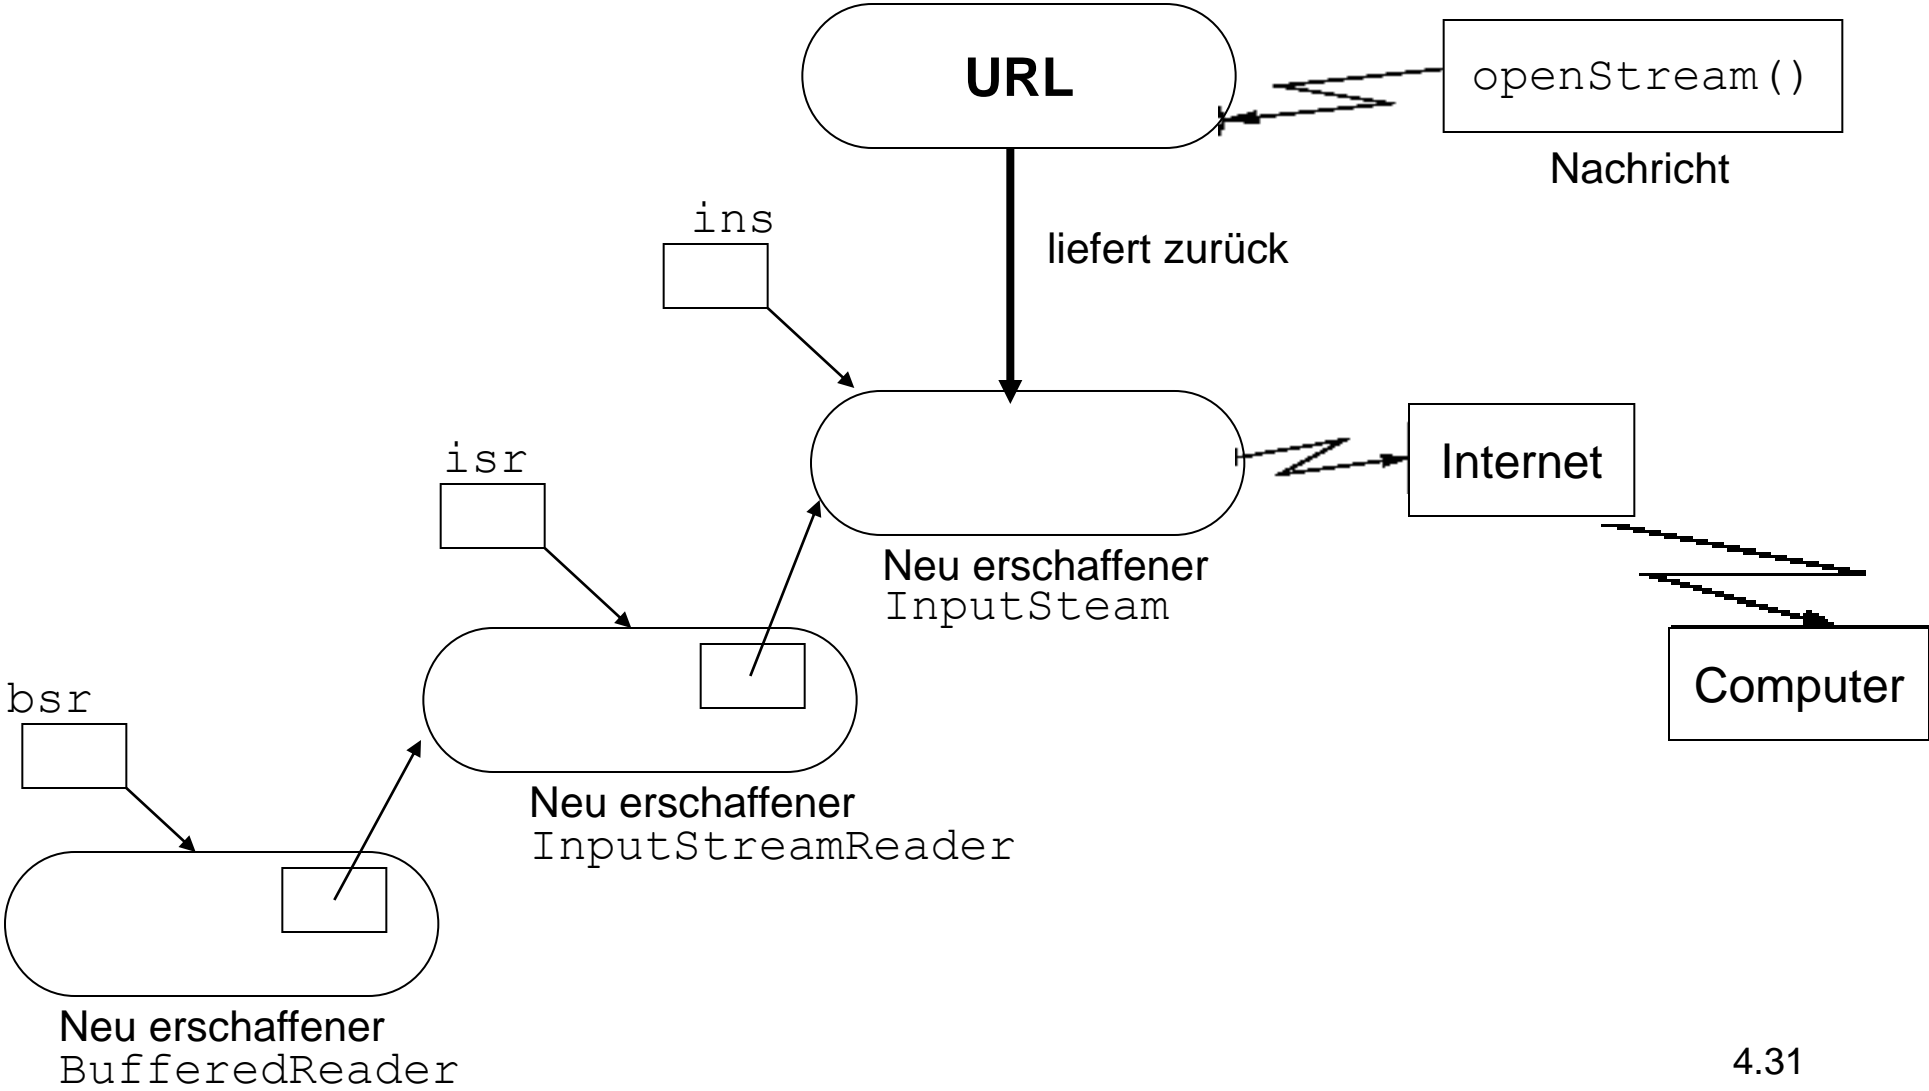 URL
openStream()
Nachricht
ins
liefert zurück
isr
Internet
Neu erschaffener
InputSteam
bsr
Computer
Neu erschaffener
InputStreamReader
Neu erschaffener
BufferedReader
4.31